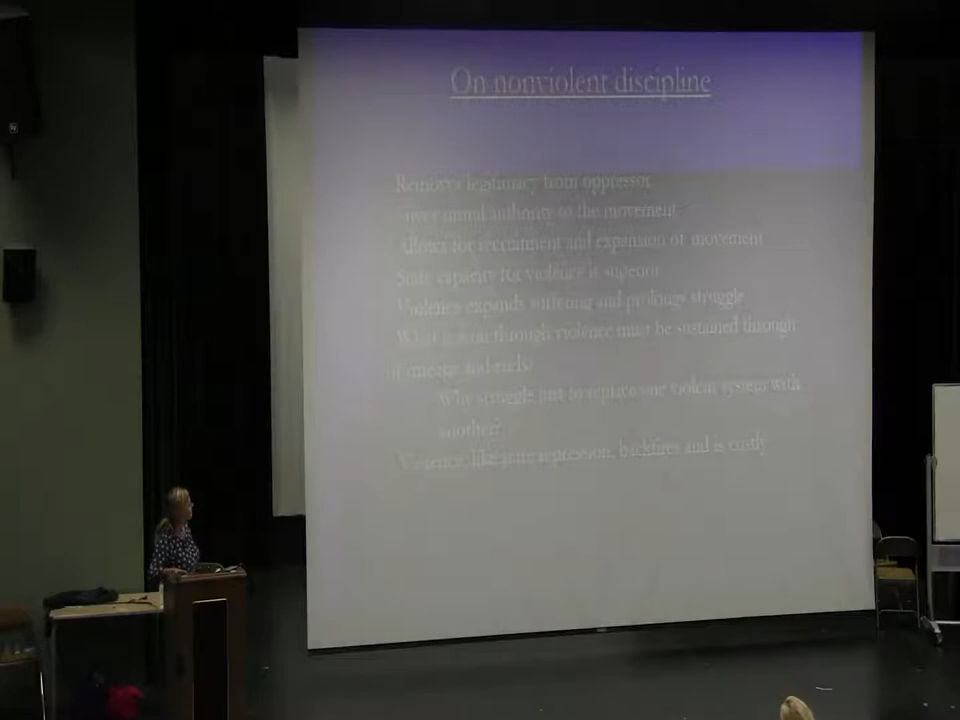 On nonviolent discipline
Removes legitimacy from oppressor
moral authority to the movement
Allows for recruitment and expansion of movement
State capacity for violence is superior
Violence expands suffering and prolongs struggle
What is won through violence must be sustained through
means and ends
Why struggle just to replace one violent system with
another?
Violence, like state repression, backfires and is costly